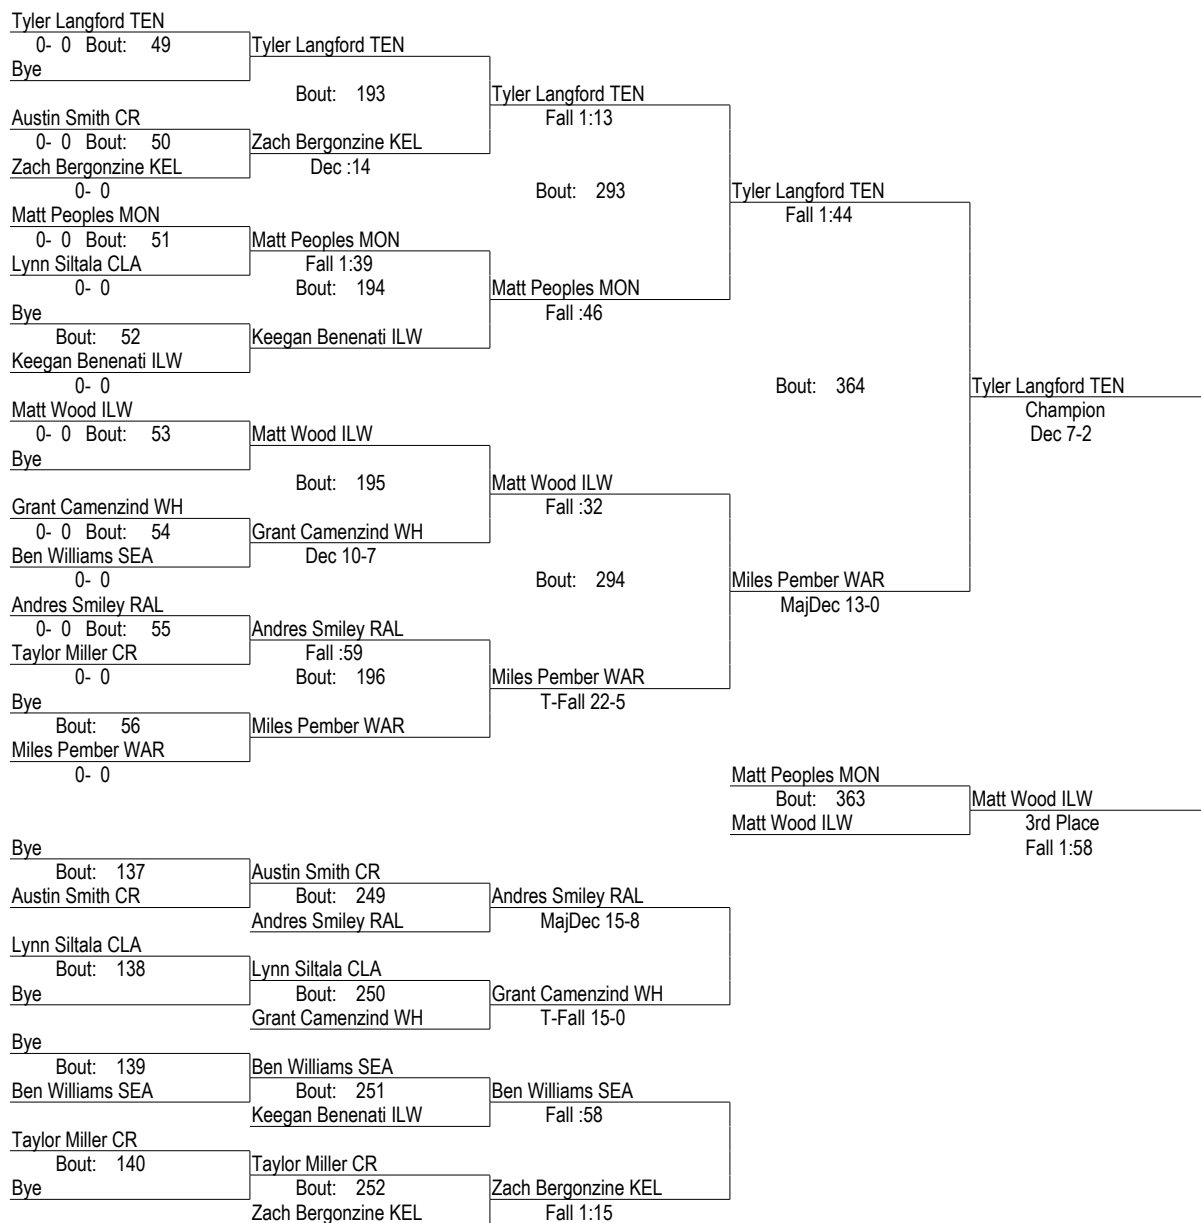 Tyler Langford TEN
0- 0 Bout: 49 Tyler Langford TEN
Bye
Bout: 193 Tyler Langford TEN
Austin Smith CR Fall 1:13
0- 0 Bout: 50 Zach Bergonzine KEL
Zach Bergonzine KEL Dec :14
0- 0 Bout: 293 Tyler Langford TEN
Matt Peoples MON Fall 1:44
0- 0 Bout: 51 Matt Peoples MON
Lynn Siltala CLA Fall 1:39
0- 0 Bout: 194 Matt Peoples MON
Bye Fall :46
Bout: 52 Keegan Benenati ILW
Keegan Benenati ILW
0- 0 Bout: 364 Tyler Langford TEN
Matt Wood ILW Champion
0- 0 Bout: 53 Matt Wood ILW Dec 7-2
Bye
Bout: 195 Matt Wood ILW
Grant Camenzind WH Fall :32
0- 0 Bout: 54 Grant Camenzind WH
Ben Williams SEA Dec 10-7
0- 0 Bout: 294 Miles Pember WAR
Andres Smiley RAL MajDec 13-0
0- 0 Bout: 55 Andres Smiley RAL
Taylor Miller CR Fall :59
0- 0 Bout: 196 Miles Pember WAR
Bye T-Fall 22-5
Bout: 56 Miles Pember WAR
Miles Pember WAR
0- 0 Matt Peoples MON
Bout: 363 Matt Wood ILW
Matt Wood ILW 3rd Place
Bye Fall 1:58
Bout: 137 Austin Smith CR
Austin Smith CR Bout: 249 Andres Smiley RAL
Andres Smiley RAL MajDec 15-8
Lynn Siltala CLA
Bout: 138 Lynn Siltala CLA
Bye Bout: 250 Grant Camenzind WH
Grant Camenzind WH T-Fall 15-0
Bye
Bout: 139 Ben Williams SEA
Ben Williams SEA Bout: 251 Ben Williams SEA
Keegan Benenati ILW Fall :58
Taylor Miller CR
Bout: 140 Taylor Miller CR
Bye Bout: 252 Zach Bergonzine KEL
Zach Bergonzine KEL Fall 1:15